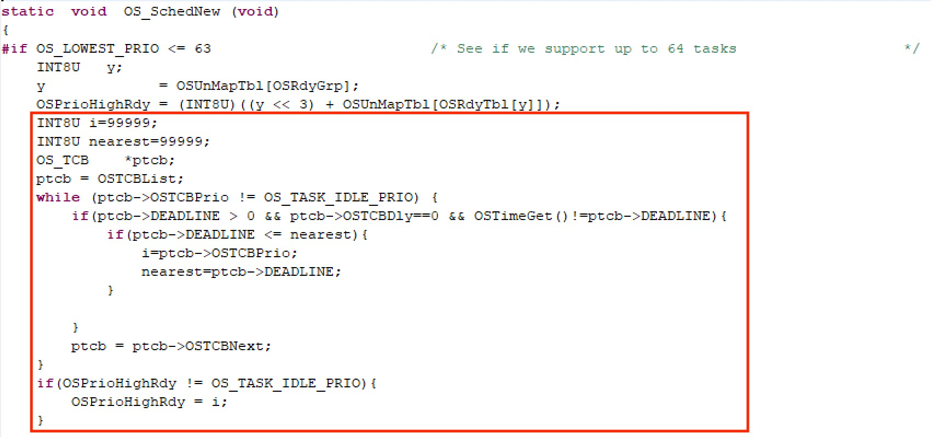 static void OS_SchedNew (void)
{
#if OS_LOWEST_PRIO <= 63 /* See if we support up to 64 tasks */
INT8U y;
y = OSUnMapTbl[OSRdyGrp];
OSPrioHighRdy = (INT8U)((y << 3) + OSUnMapTbl[OSRdyTbl[y]]);
INT8U i=99999;
INT8U nearest=99999;
OS_TCB *ptcb;
ptcb = OSTCBList;
while (ptcb->OSTCBPrio != OS_TASK_IDLE_PRIO) {
if(ptcb->DEADLINE > 0 && ptcb->OSTCBDly==0 && OSTimeGet()!=ptcb->DEADLINE){
if(ptcb->DEADLINE <= nearest){
i=ptcb->OSTCBPrio;
nearest=ptcb->DEADLINE;
}
}
ptcb = ptcb->OSTCBNext;
}
if(OSPrioHighRdy != OS_TASK_IDLE_PRIO){
OSPrioHighRdy = i;
}